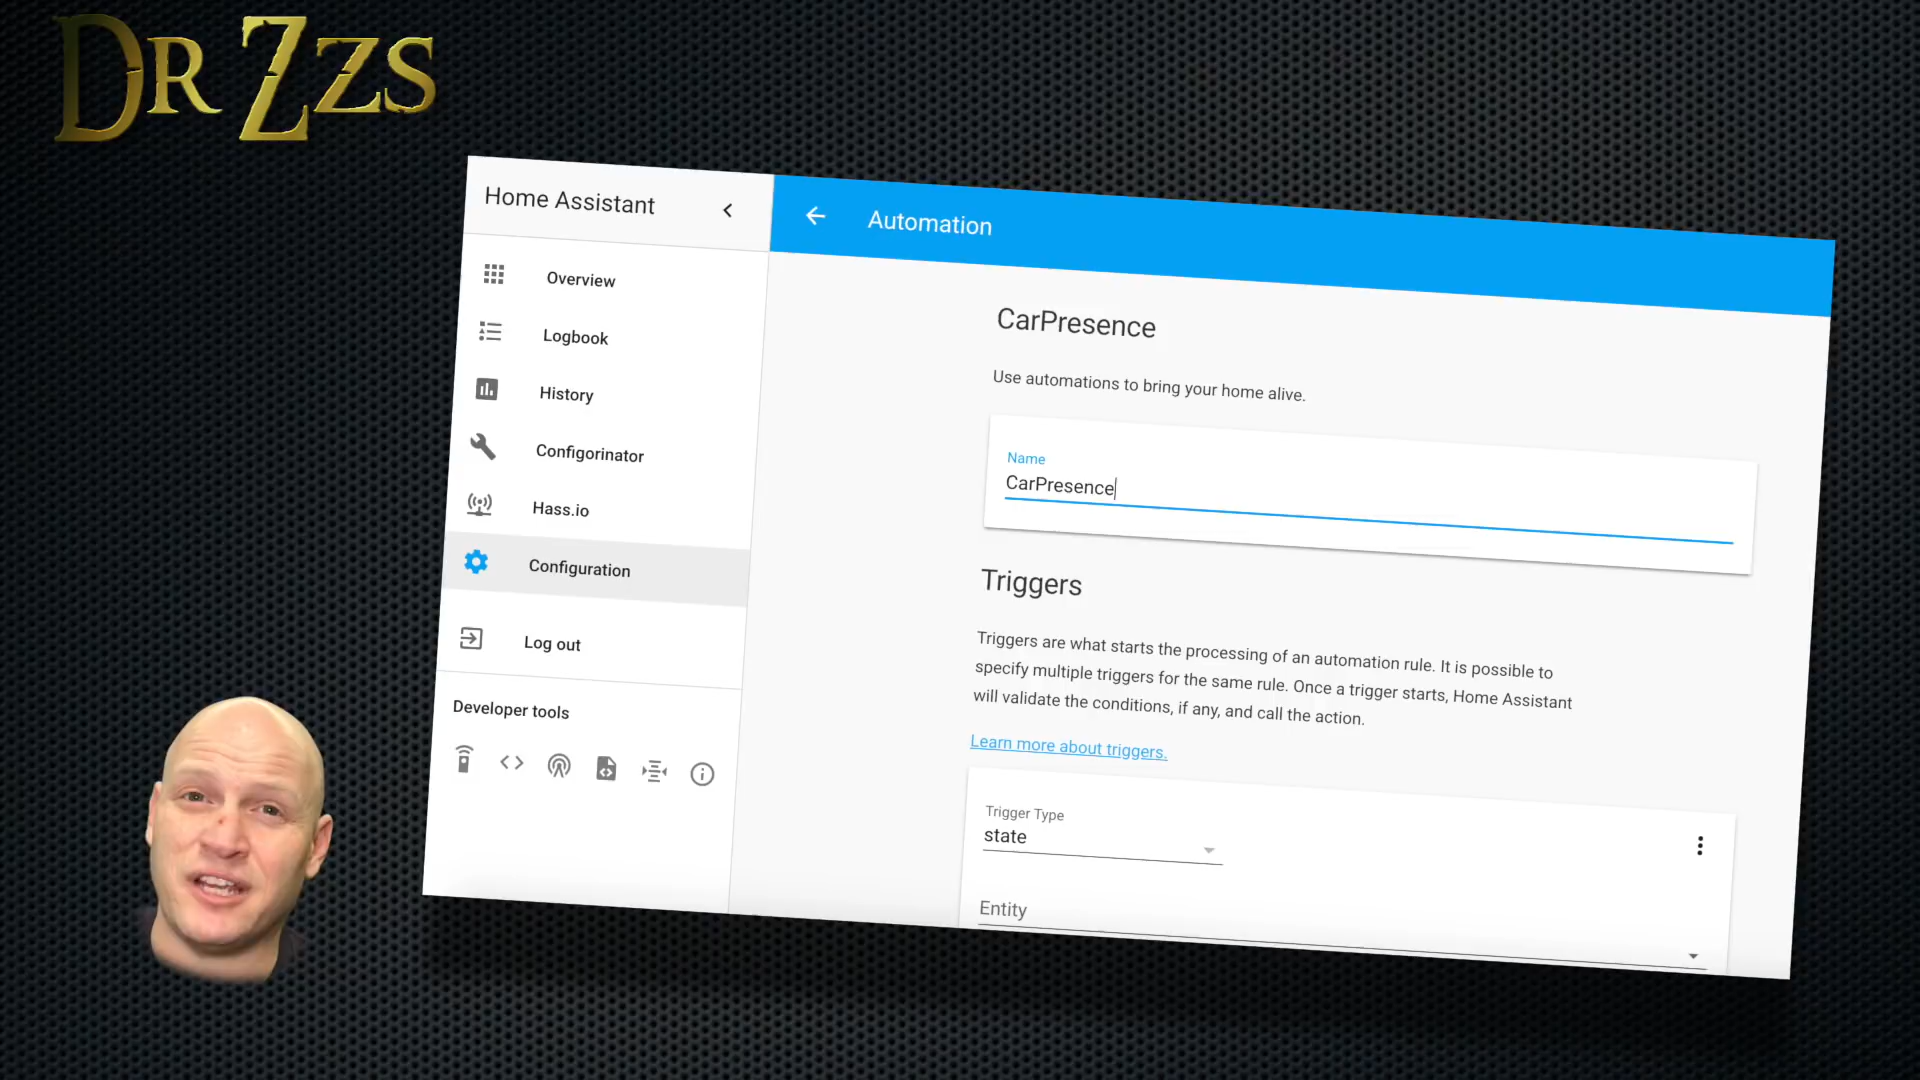 DR ZZS
Home Assistant
Automation
Overview
Logbook
History
Configorinator
Hass.io
Configuration
Log out
Developer tools
CarPresence
Use automations to bring your home alive.
Name
CarPresence
Triggers
Triggers are what starts the processing of an automation rule. It is possible to
specify multiple triggers for the same rule. Once a trigger starts, Home Assistant
will validate the conditions, if any, and call the action.
Learn more about triggers.
Trigger Type
state
Entity